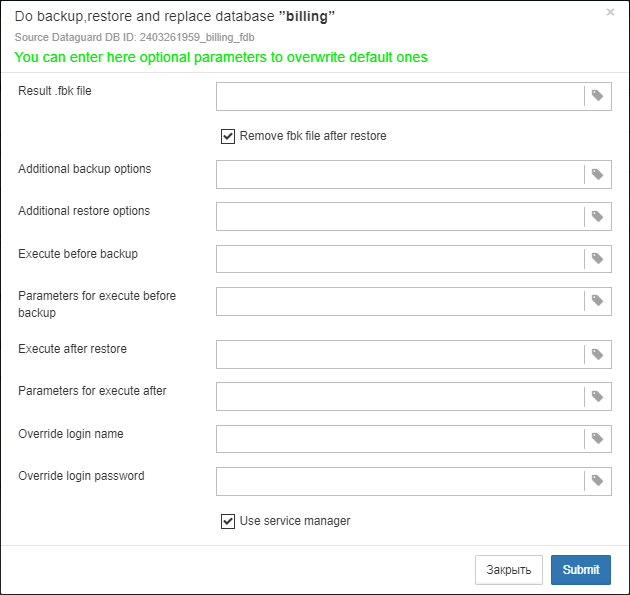 Do backup,restore and replace database ”billing”
Source Dataguard DB ID: 2403261959_billing_fdb
You can enter here optional parameters to overwrite default ones
Result .fbk file
Remove fbk file after restore
Additional backup options
Additional restore options
Execute before backup
Parameters for execute before
backup
Execute after restore
Parameters for execute after
Override login name
Override login password
Use service manager
Закрыть
Submit